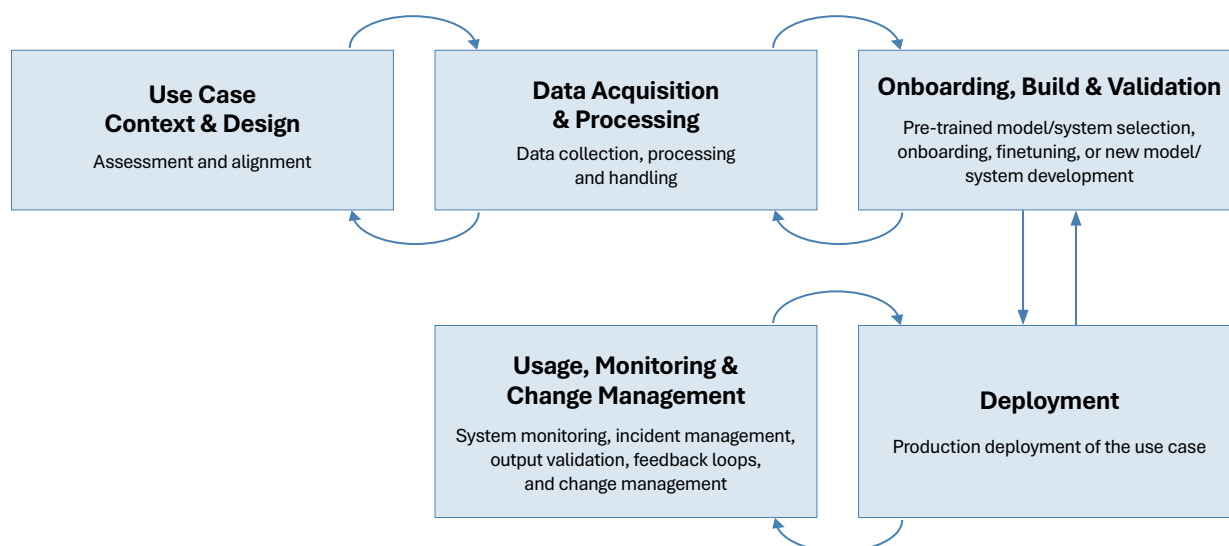 Use Case
Context & Design
Assessment and alignment
Data Acquisition
& Processing
Data collection, processing
and handling
Onboarding, Build & Validation
Pre-trained model/system selection,
onboarding, finetuning, or new model/
system development
Usage, Monitoring &
Change Management
System monitoring, incident management,
output validation, feedback loops,
and change management
Deployment
Production deployment of the use case